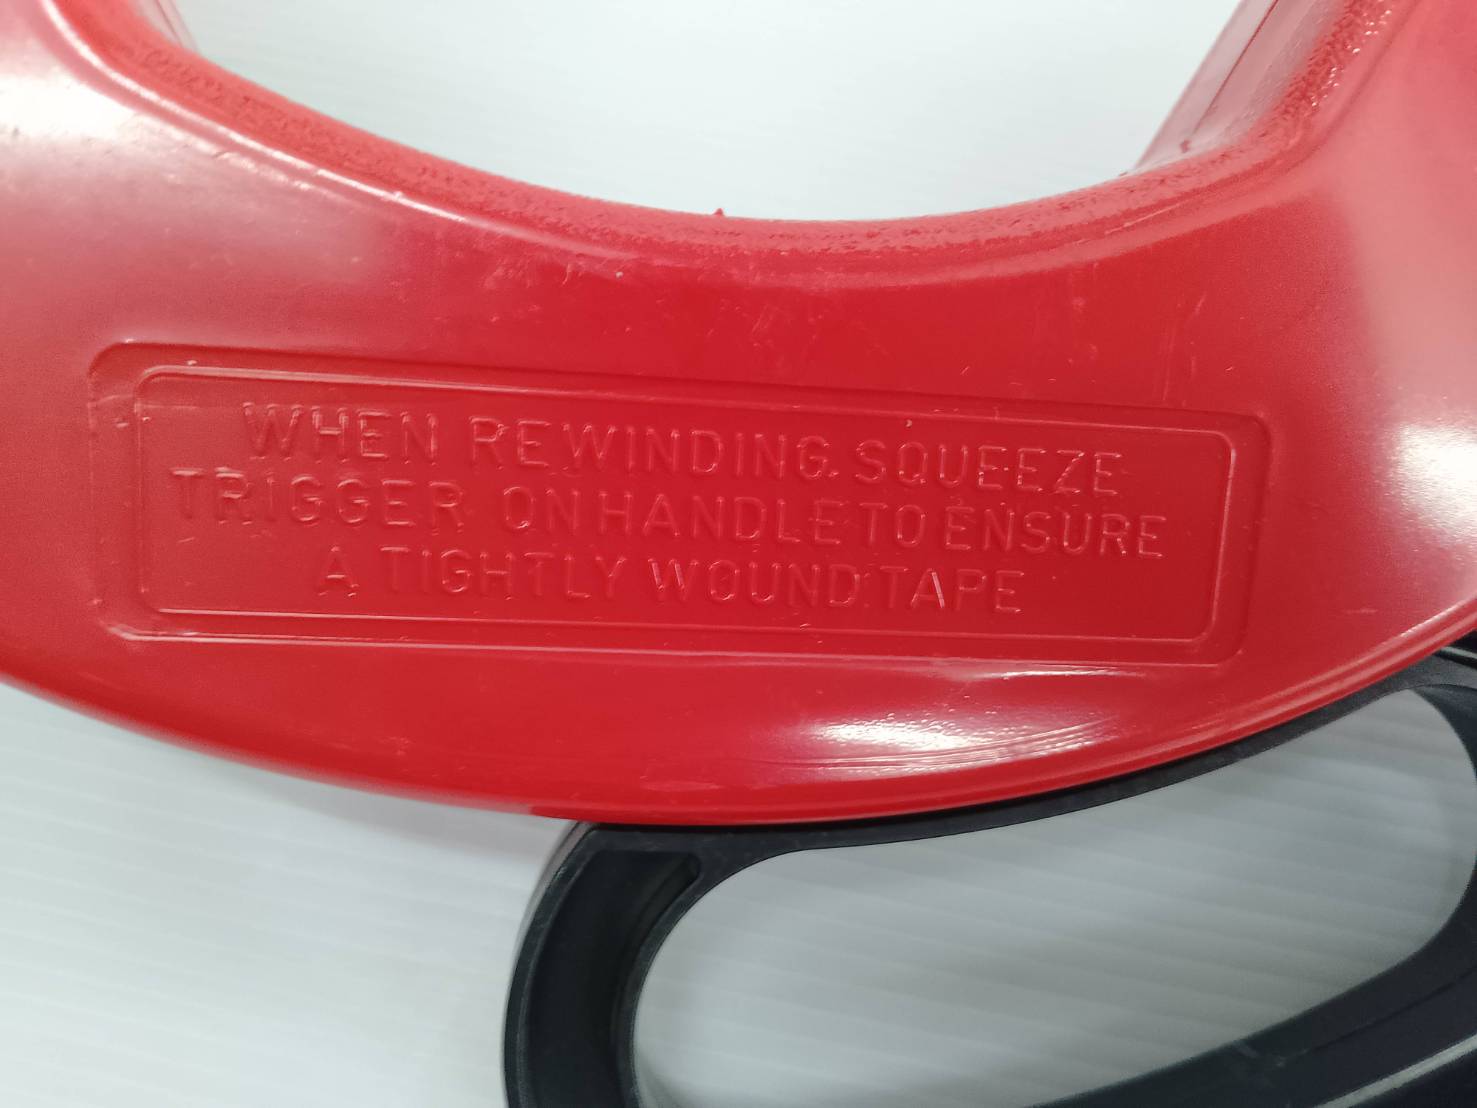 WHEN REWINDING. SQUEEZE
TRIGGER ON HANDLE TO ENSURE
A TIGHTLY WOUND TAPE